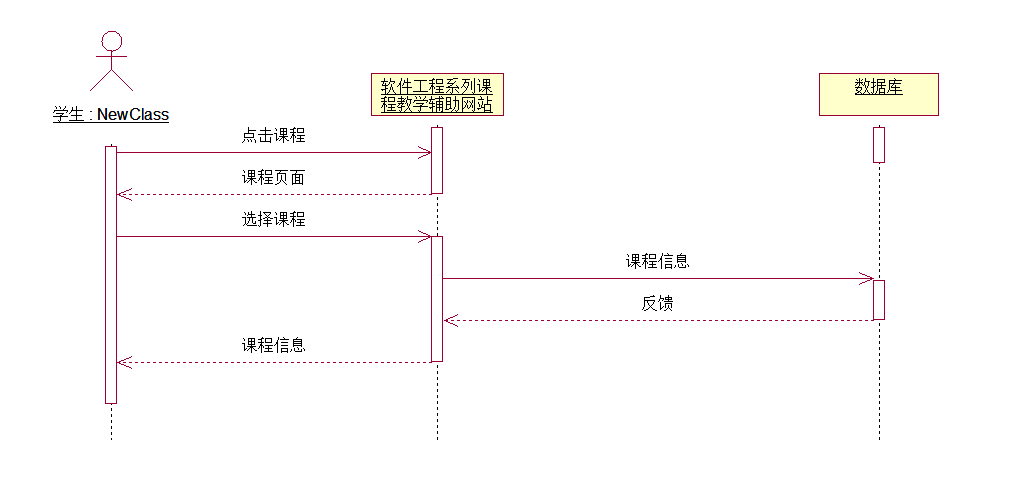 学生 : NewClass
软件工程系列课
程教学辅助网站
数据库
点击课程
课程页面
选择课程
课程信息
反馈
课程信息